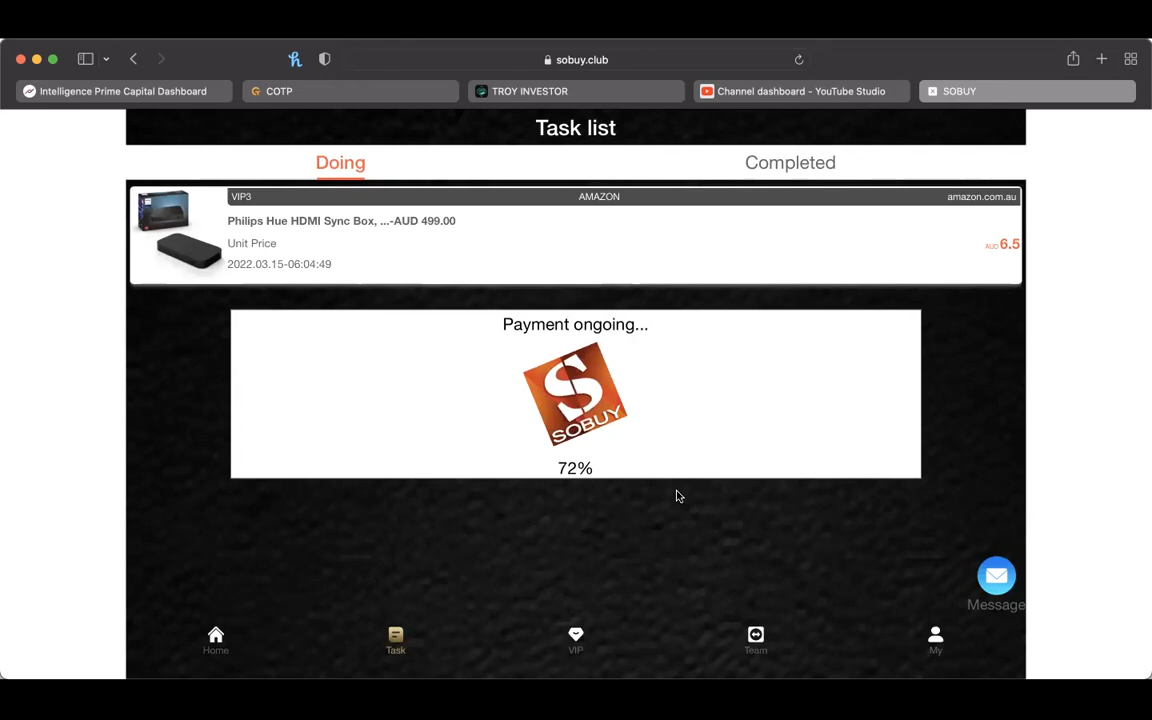 sobuy.club
Intelligence Prime Capital Dashboard
COTP
TROY INVESTOR
Channel dashboard - YouTube Studio
SOBUY
Task list
Doing
Completed
VIP3
AMAZON
amazon.com.au
Philips Hue HDMI Sync Box, ...-AUD 499.00
Unit Price
AUD 6.5
2022.03.15-06:04:49
Payment ongoing...
S
SOBUY
72%
Message
Home
Task
VIP
Team
My